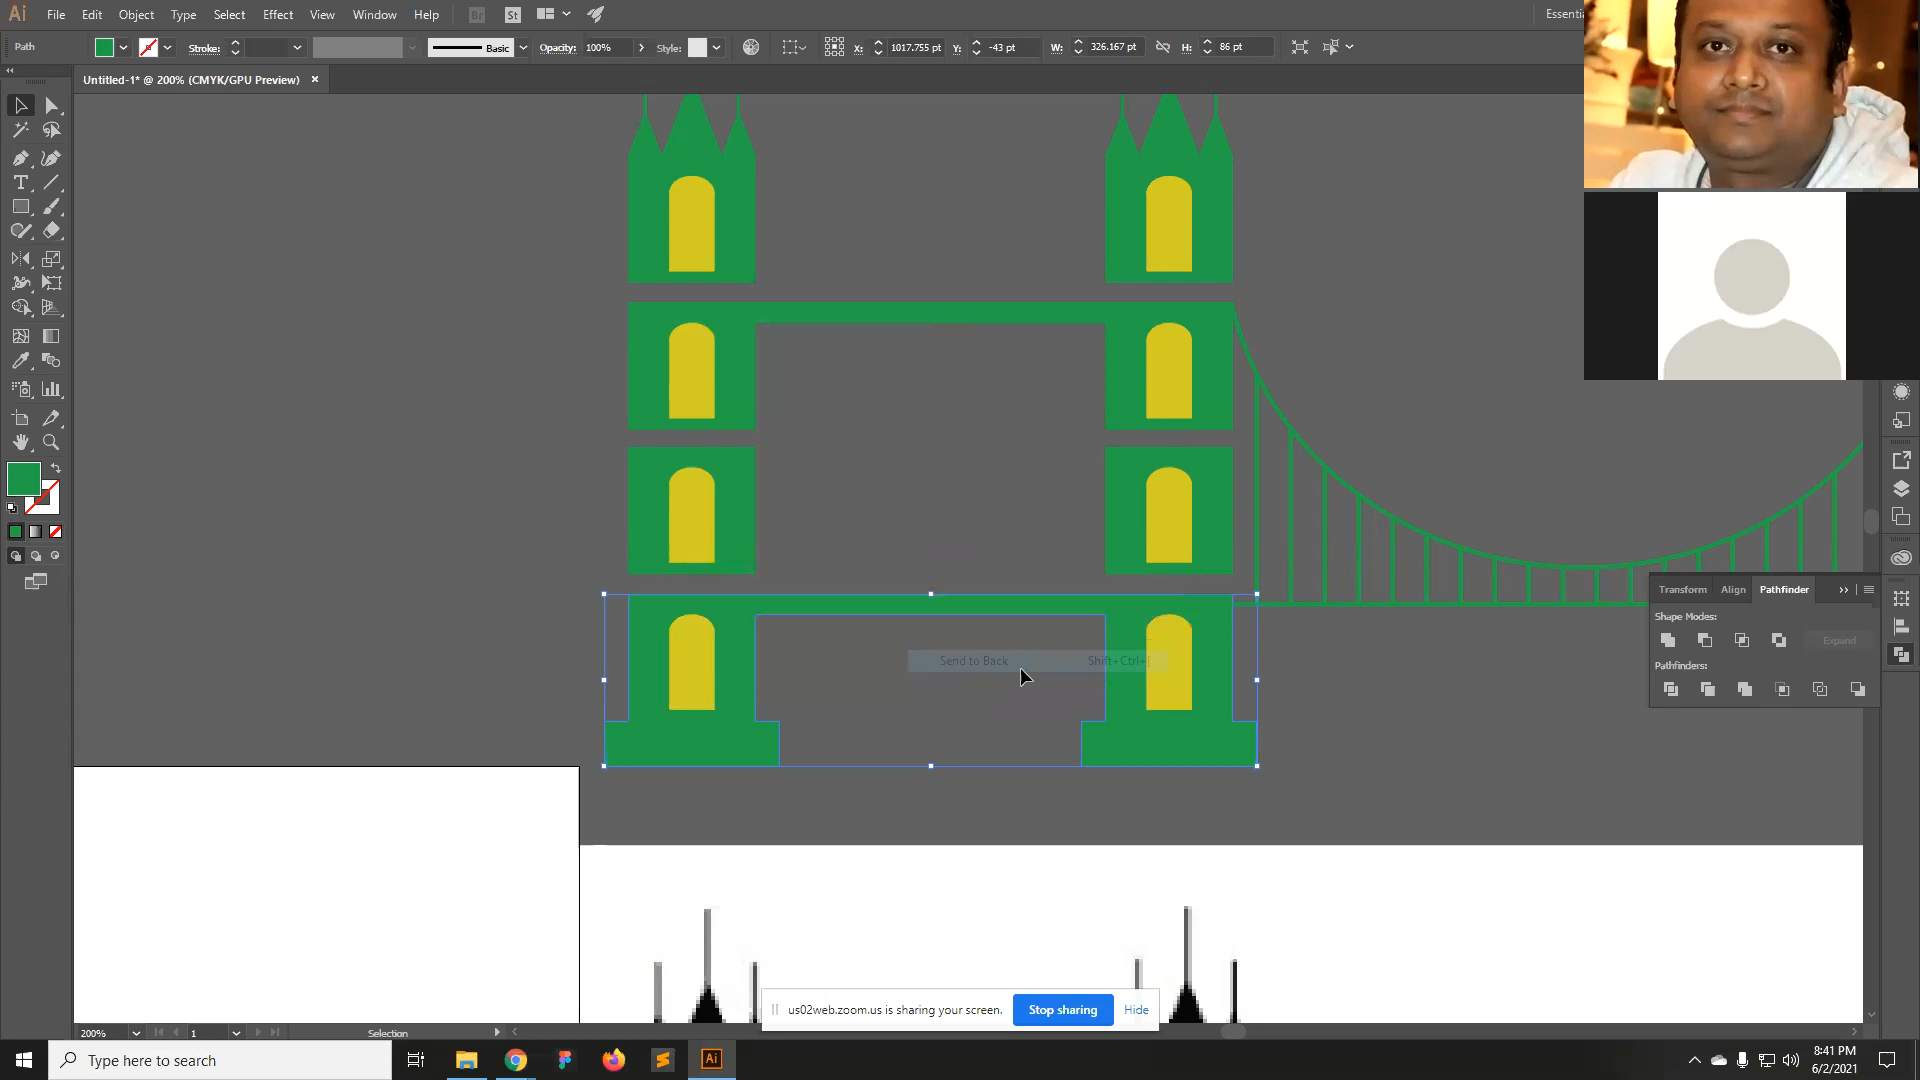 Ai File Edit Object Type Select Effect View Window Help Br St
Path Stroke: Basic Opacity: 100% Style: X: 1017.755 pt Y: -43 pt W: 326.167 pt H: 86 pt
Untitled-1* @ 200% (CMYK/GPU Preview) ×
Transform Align Pathfinder
Shape Modes:
Expand
Pathfinders:
Send to Back Shift+Ctrl+[
us02web.zoom.us is sharing your screen. Stop sharing Hide
200% 1 Selection
Type here to search Ai
8:41 PM
6/2/2021